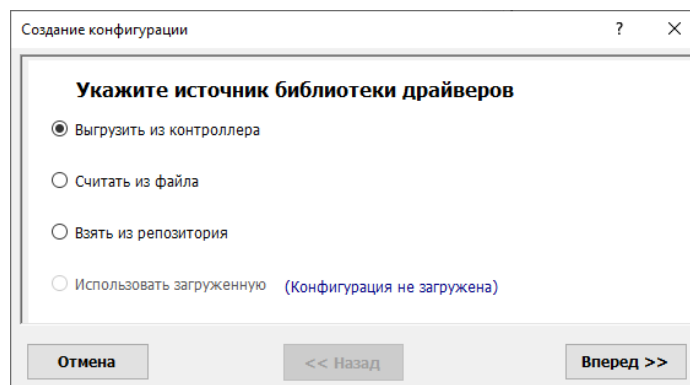 Создание конфигурации
?
Укажите источник библиотеки драйверов
Выгрузить из контроллера
Считать из файла
Взять из репозитория
Использовать загруженную (Конфигурация не загружена)
Отмена << Назад Вперед >>